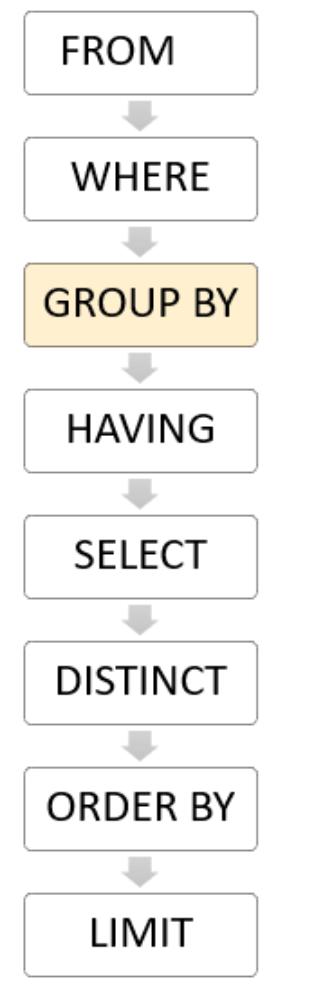 FROM
WHERE
GROUP BY
HAVING
SELECT
DISTINCT
ORDER BY
LIMIT